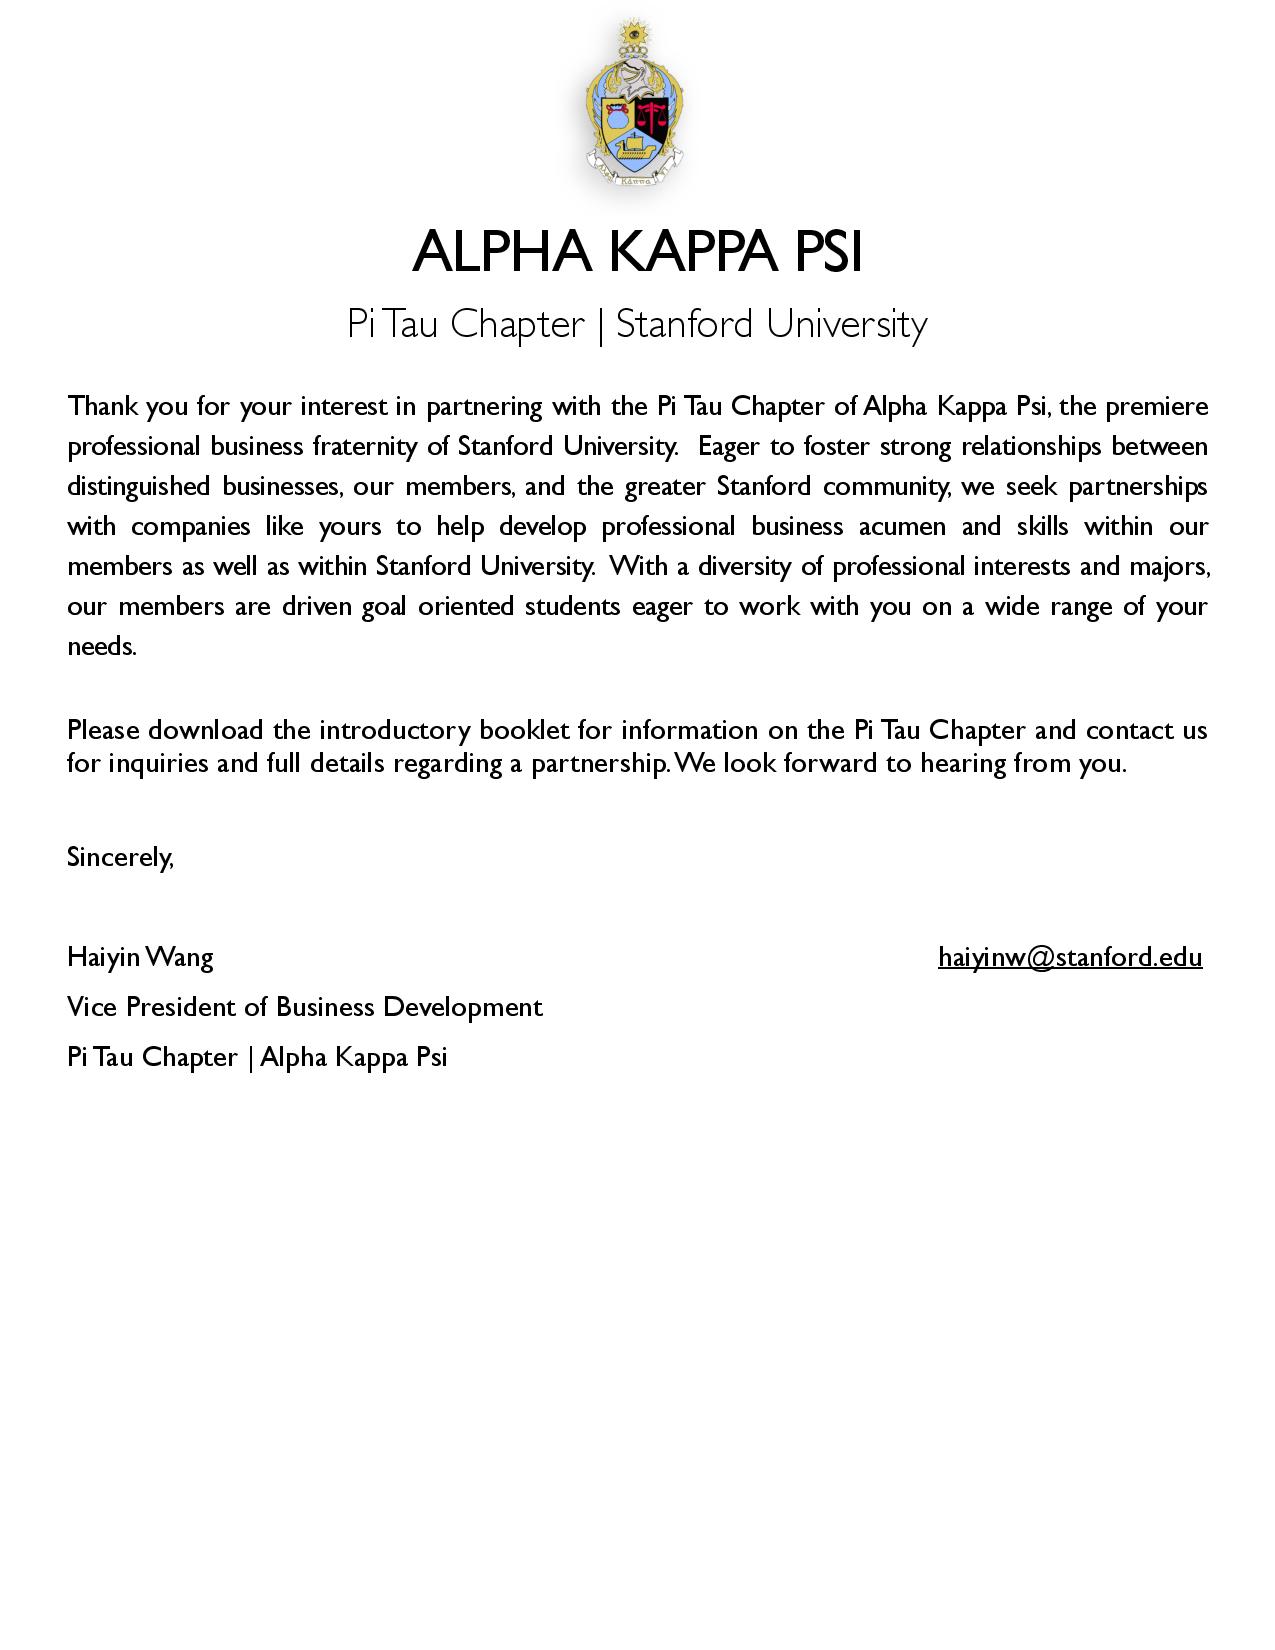 Kappa
ALPHA KAPPA PSI
Pi Tau Chapter | Stanford University
Thank you for your interest in partnering with the Pi Tau Chapter of Alpha Kappa Psi, the premiere
professional business fraternity of Stanford University.  Eager to foster strong relationships between
distinguished businesses, our members, and the greater Stanford community, we seek partnerships
with companies like yours to help develop professional business acumen and skills within our
members as well as within Stanford University.  With a diversity of professional interests and majors,
our members are driven goal oriented students eager to work with you on a wide range of your
needs.
Please download the introductory booklet for information on the Pi Tau Chapter and contact us
for inquiries and full details regarding a partnership. We look forward to hearing from you.
Sincerely,
Haiyin Wang haiyinw@stanford.edu
Vice President of Business Development
Pi Tau Chapter | Alpha Kappa Psi